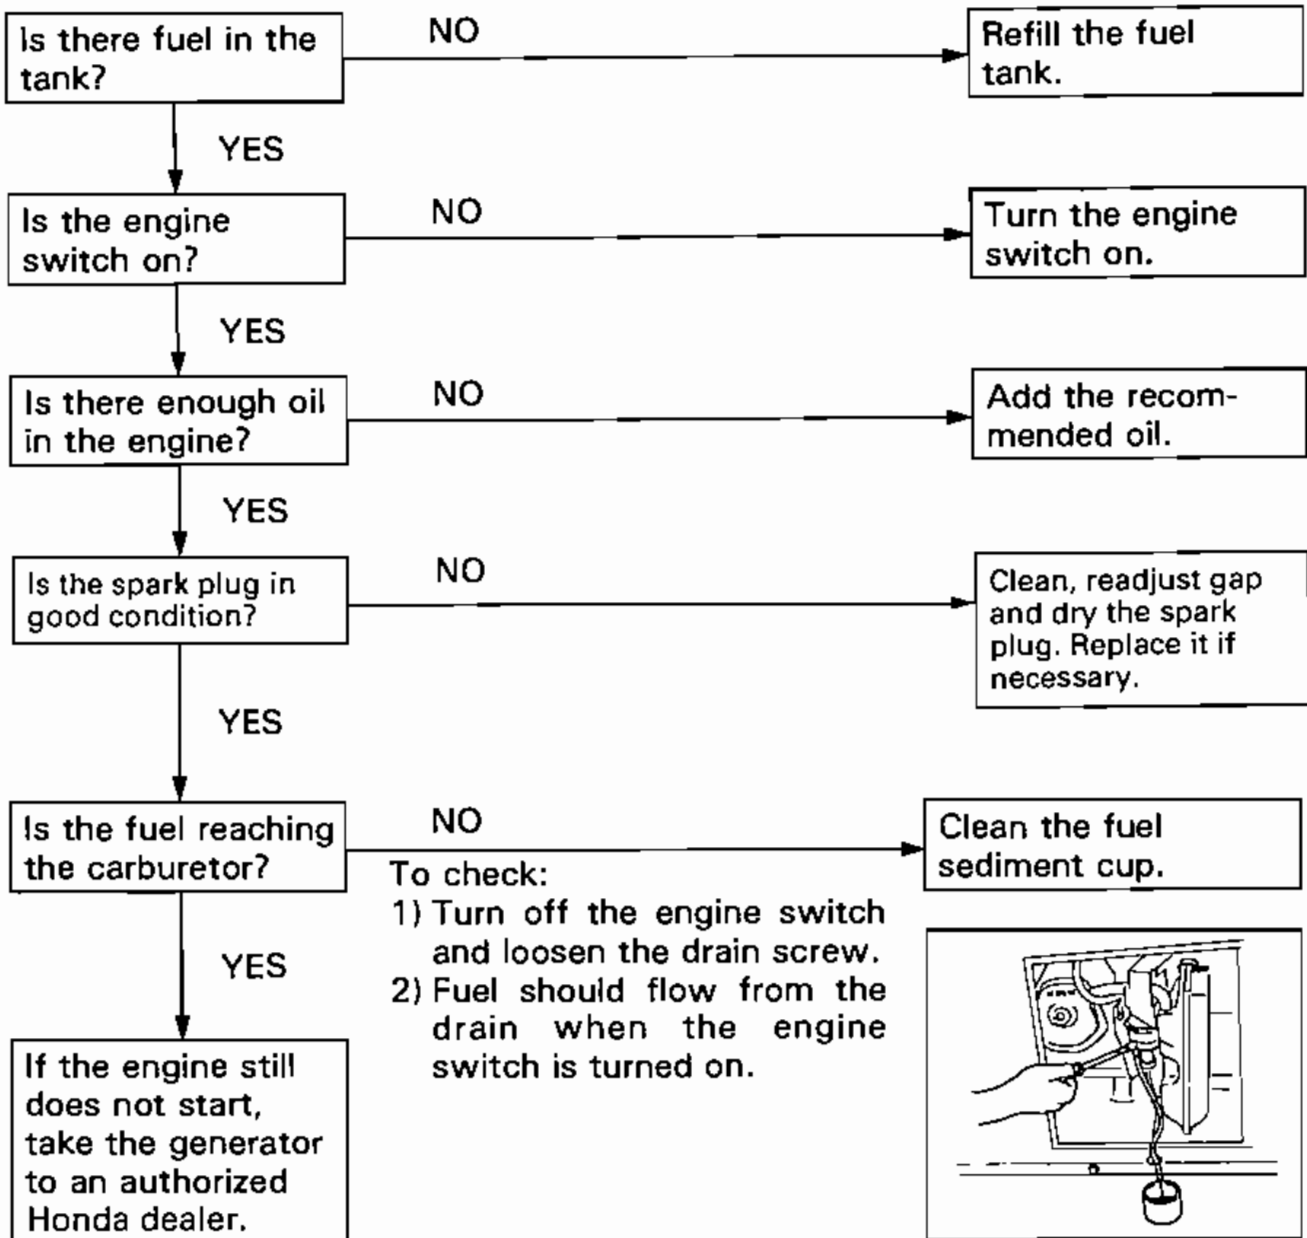 Is there fuel in the
tank?
NO
Refill the fuel
tank.
YES
Is the engine
switch on?
NO
Turn the engine
switch on.
YES
Is there enough oil
in the engine?
NO
Add the recom-
mended oil.
YES
Is the spark plug in
good condition?
NO
Clean, readjust gap
and dry the spark
plug. Replace it if
necessary.
YES
Is the fuel reaching
the carburetor?
NO
To check:
1) Turn off the engine switch
and loosen the drain screw.
2) Fuel should flow from the
drain when the engine
switch is turned on.
Clean the fuel
sediment cup.
YES
If the engine still
does not start,
take the generator
to an authorized
Honda dealer.